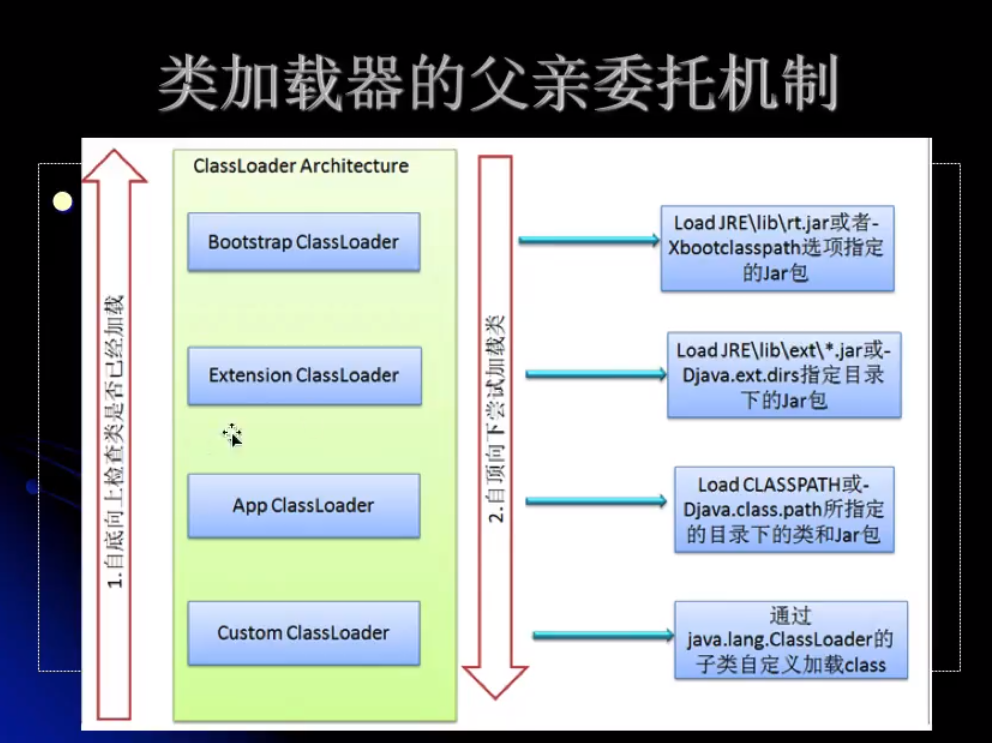 类加载器的父亲委托机制
1.自底向上检查类是否已经加载
ClassLoader Architecture
Bootstrap ClassLoader
Extension ClassLoader
App ClassLoader
Custom ClassLoader
2.自顶向下尝试加载类
Load JRE\lib\rt.jar或者-
Xbootclasspath选项指定
的Jar包
Load JRE\lib\ext\*.jar或-
Djava.ext.dirs指定目录
下的Jar包
Load CLASSPATH或-
Djava.class.path所指定
的目录下的类和Jar包
通过
java.lang.ClassLoader的
子类自定义加载class